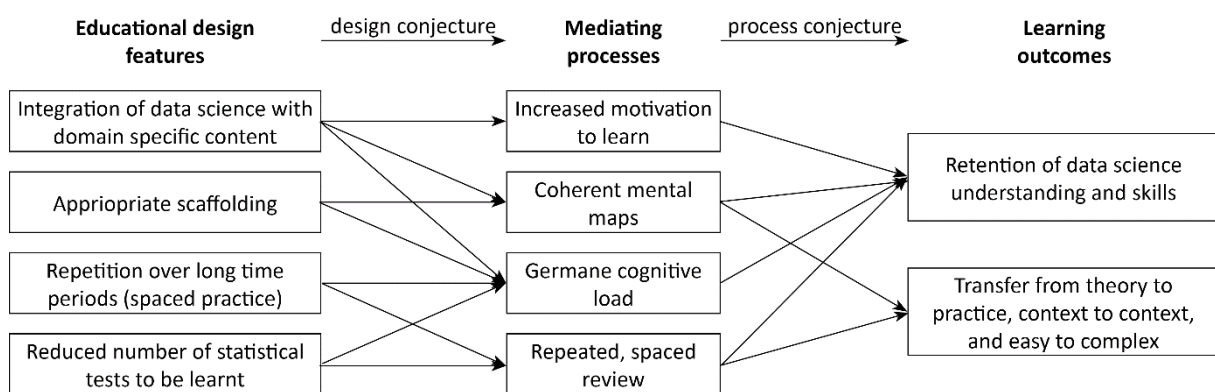 Educational design
features
design conjecture
Mediating
processes
process conjecture
Learning
outcomes
Integration of data science with
domain specific content
Increased motivation
to learn
Appriopriate scaffolding
Coherent mental
maps
Retention of data science
understanding and skills
Repetition over long time
periods (spaced practice)
Germane cognitive
load
Transfer from theory to
practice, context to context,
and easy to complex
Reduced number of statistical
tests to be learnt
Repeated, spaced
review